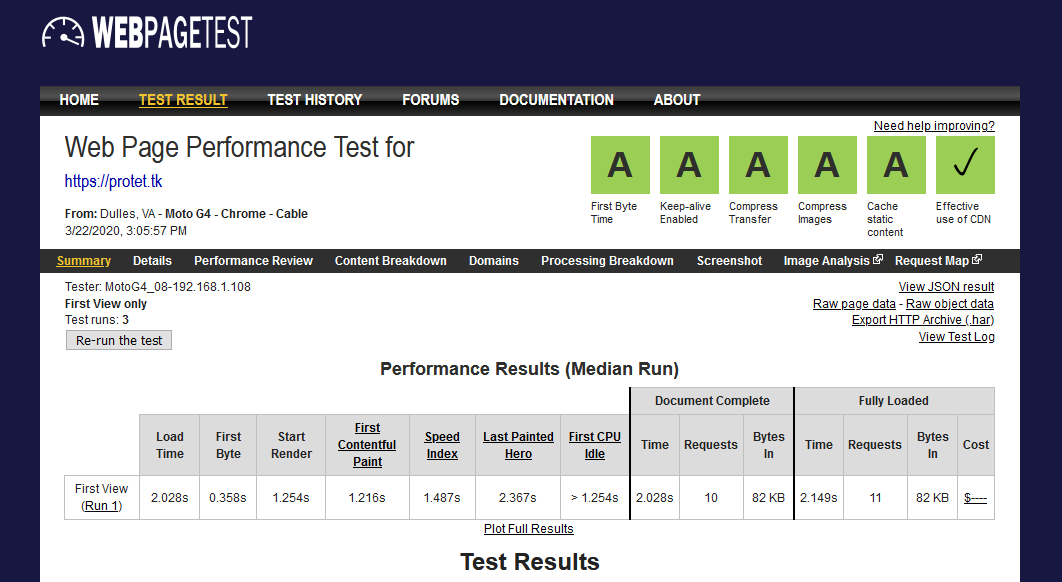 WEBPAGETEST
HOME TEST RESULT TEST HISTORY FORUMS DOCUMENTATION ABOUT
Need help improving?
Web Page Performance Test for
https://protet.tk
From: Dulles, VA - Moto G4 - Chrome - Cable
3/22/2020, 3:05:57 PM
A A A A A ✓
First Byte Time
Keep-alive Enabled
Compress Transfer
Compress Images
Cache static content
Effective use of CDN
Summary Details Performance Review Content Breakdown Domains Processing Breakdown Screenshot Image Analysis Request Map
Tester: MotoG4_08-192.168.1.108
First View only
Test runs: 3
Re-run the test
View JSON result
Raw page data - Raw object data
Export HTTP Archive (.har)
View Test Log
Performance Results (Median Run)
Document Complete Fully Loaded
Load Time First Byte Start Render First Contentful Paint Speed Index Last Painted Hero First CPU Idle Time Requests Bytes In Time Requests Bytes In Cost
First View (Run 1) 2.028s 0.358s 1.254s 1.216s 1.487s 2.367s > 1.254s 2.028s 10 82 KB 2.149s 11 82 KB $----
Plot Full Results
Test Results